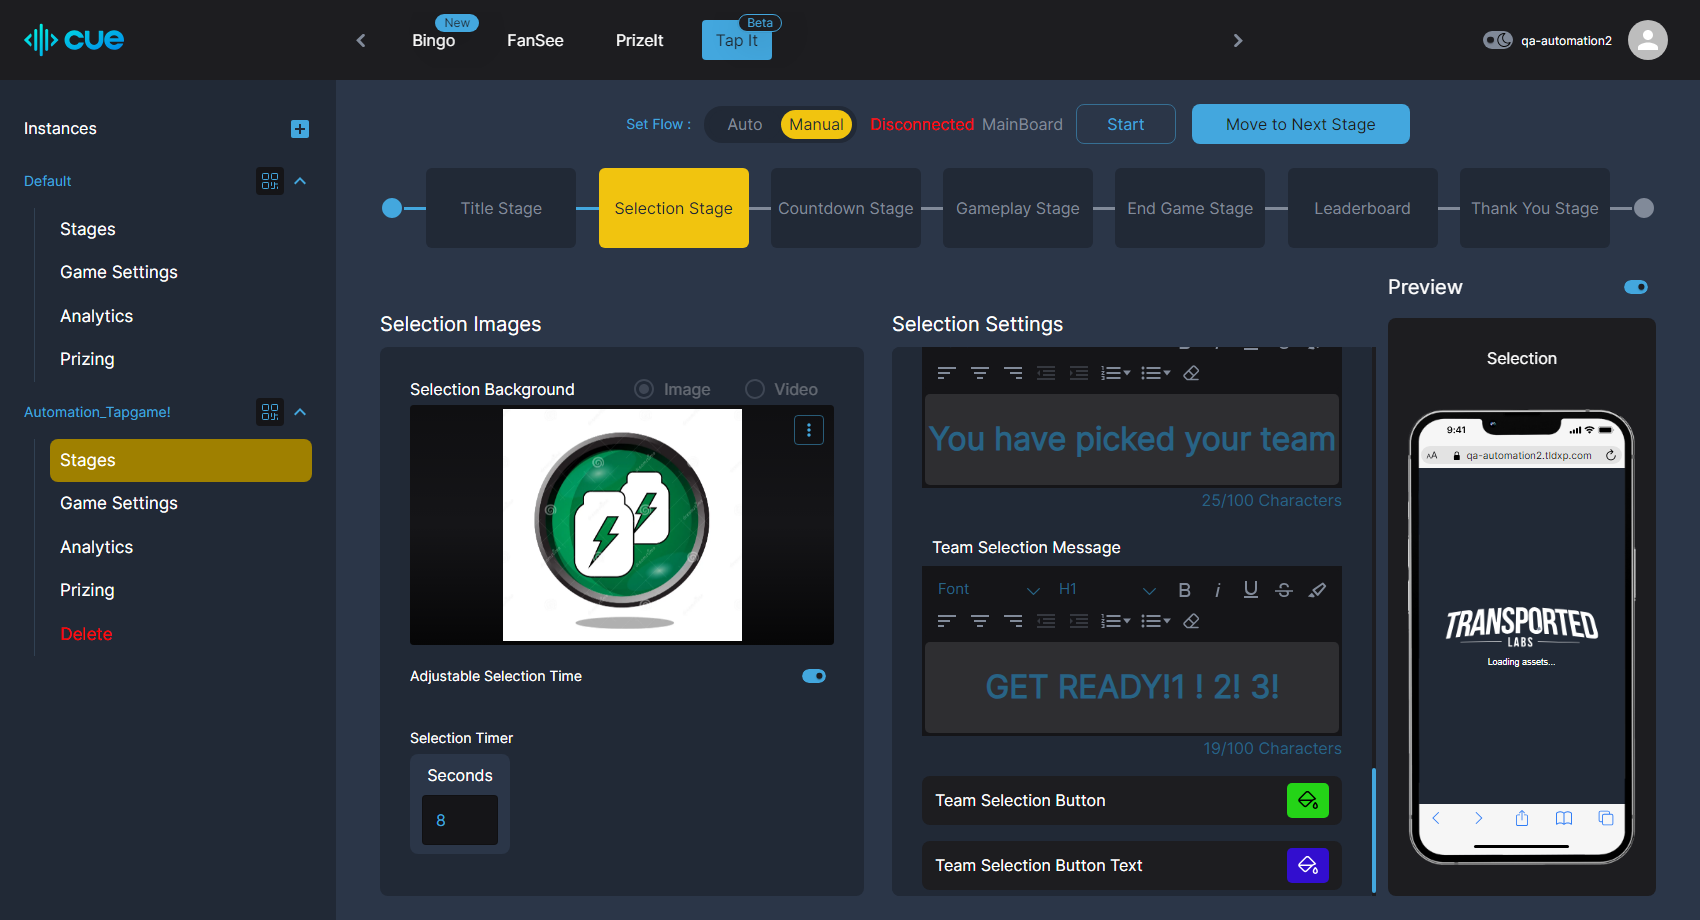 cue
New
Bingo
FanSee
PrizeIt
Beta
Tap It
qa-automation2
Instances
Default
Stages
Game Settings
Analytics
Prizing
Automation_Tapgame!
Stages
Game Settings
Analytics
Prizing
Delete
Set Flow :
Auto
Manual
Disconnected MainBoard
Start
Move to Next Stage
Title Stage
Selection Stage
Countdown Stage
Gameplay Stage
End Game Stage
Leaderboard
Thank You Stage
Selection Images
Selection Background
Image
Video
Adjustable Selection Time
Selection Timer
Seconds
8
Selection Settings
You have picked your team
25/100 Characters
Team Selection Message
Font
H1
B i U S
GET READY!1 ! 2! 3!
19/100 Characters
Team Selection Button
Team Selection Button Text
Preview
Selection
9:41
AA
qa-automation2.tldxp.com
TRANSPORTED
LABS
Loading assets...